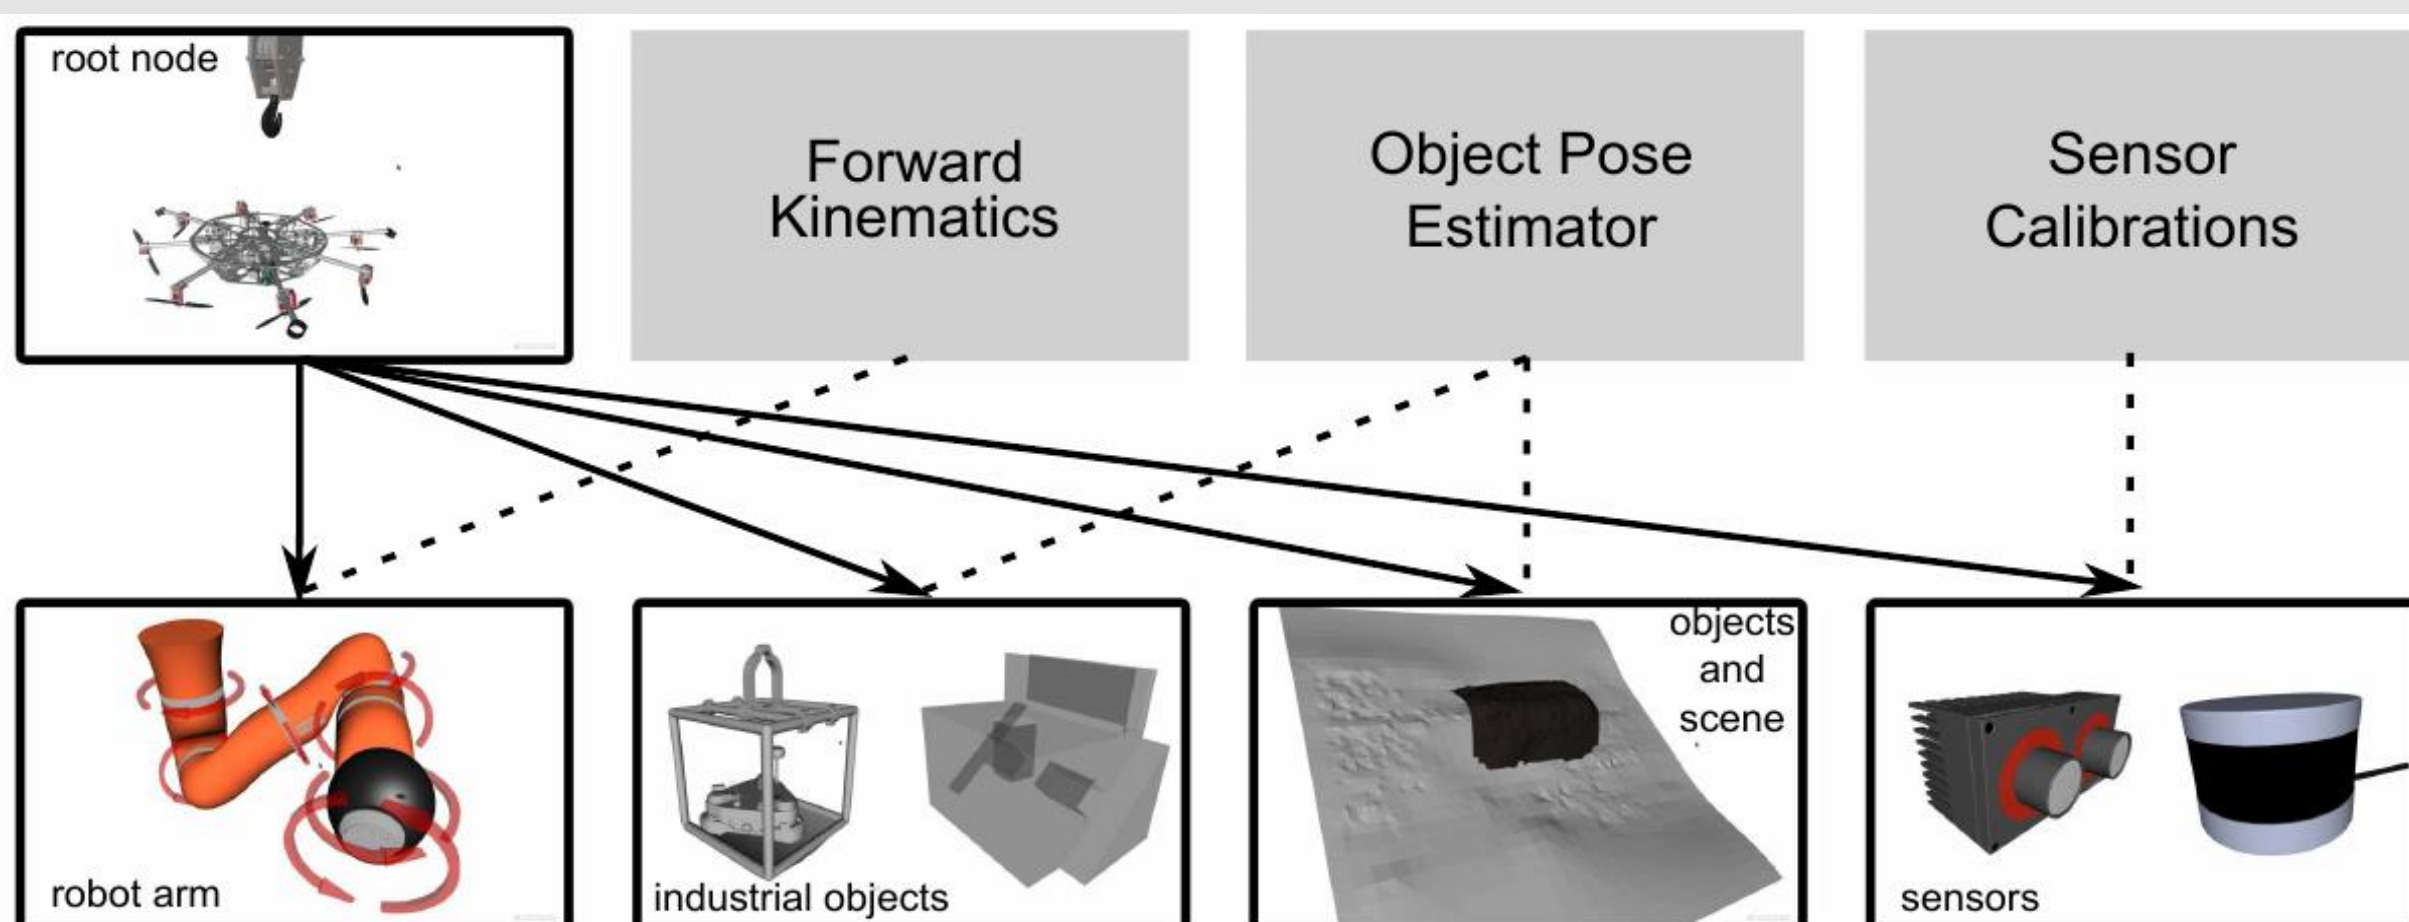 root node
Forward
Kinematics
Object Pose
Estimator
Sensor
Calibrations
robot arm
industrial objects
objects
and
scene
sensors